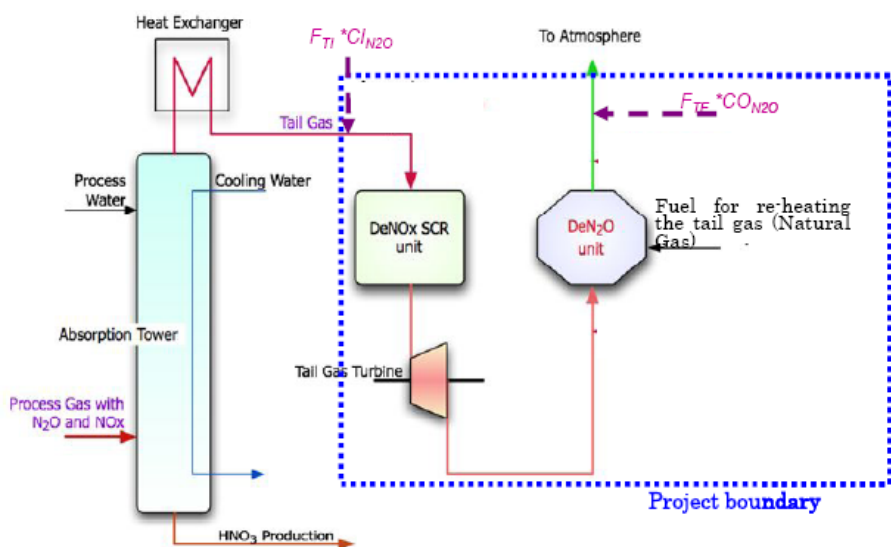 Heat Exchanger
F_TI *CI_N2O
To Atmosphere
F_TE *CO_N2O
Tail Gas
Process
Water
Cooling Water
DeNOx SCR
unit
DeN₂O
unit
Fuel for re-heating
the tail gas (Natural
Gas)
Absorption Tower
Tail Gas Turbine
Process Gas with
N₂O and NOx
Project boundary
HNO₃ Production